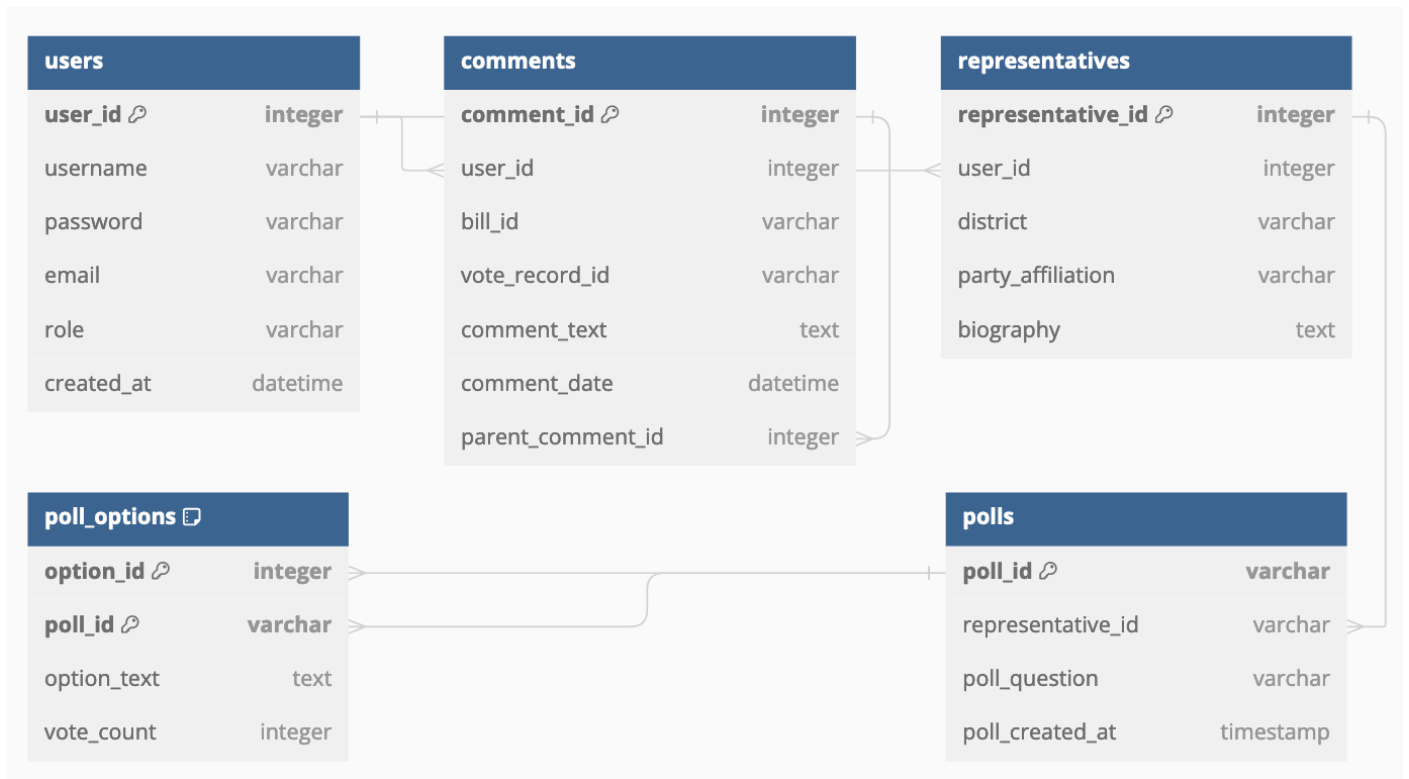 users
user_id integer
username varchar
password varchar
email varchar
role varchar
created_at datetime
comments
comment_id integer
user_id integer
bill_id varchar
vote_record_id varchar
comment_text text
comment_date datetime
parent_comment_id integer
representatives
representative_id integer
user_id integer
district varchar
party_affiliation varchar
biography text
poll_options
option_id integer
poll_id varchar
option_text text
vote_count integer
polls
poll_id varchar
representative_id varchar
poll_question varchar
poll_created_at timestamp